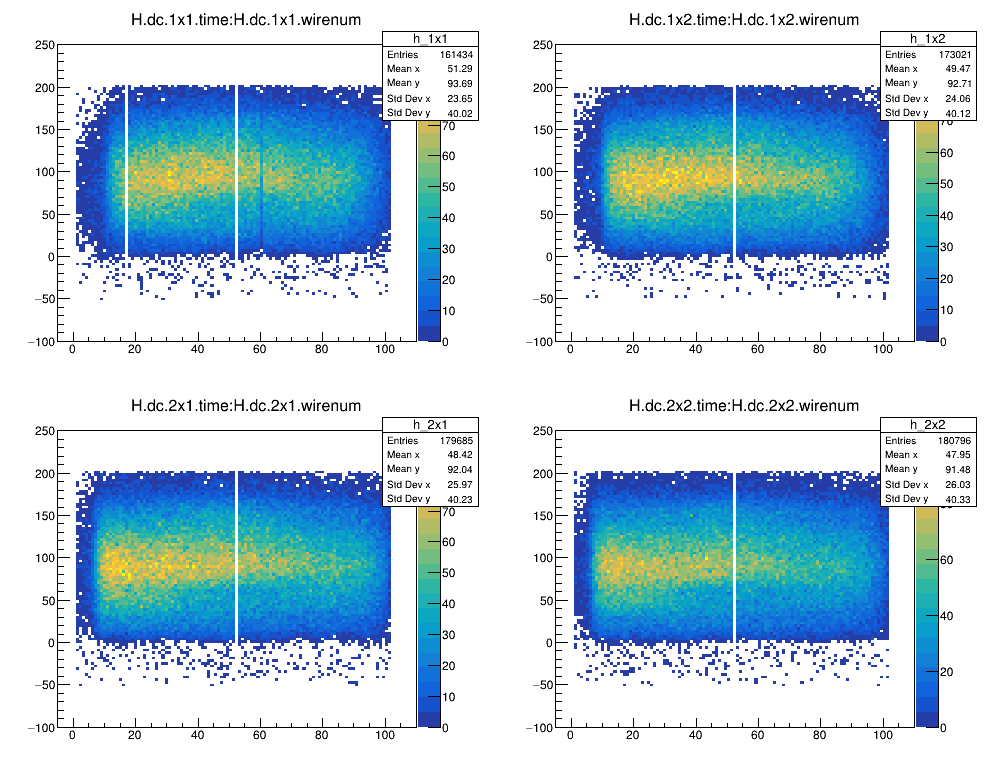 H.dc.1x1.time:H.dc.1x1.wirenum
h_1x1
Entries 161434
Mean x 51.29
Mean y 93.69
Std Dev x 23.65
Std Dev y 40.02
250
200
150
100
50
0
−50
−100
0 20 40 60 80 100
70
60
50
40
30
20
10
0
H.dc.1x2.time:H.dc.1x2.wirenum
h_1x2
Entries 173021
Mean x 49.47
Mean y 92.71
Std Dev x 24.06
Std Dev y 40.12
250
200
150
100
50
0
−50
−100
0 20 40 60 80 100
70
60
50
40
30
20
10
0
H.dc.2x1.time:H.dc.2x1.wirenum
h_2x1
Entries 179685
Mean x 48.42
Mean y 92.04
Std Dev x 25.97
Std Dev y 40.23
250
200
150
100
50
0
−50
−100
0 20 40 60 80 100
70
60
50
40
30
20
10
0
H.dc.2x2.time:H.dc.2x2.wirenum
h_2x2
Entries 180796
Mean x 47.95
Mean y 91.48
Std Dev x 26.03
Std Dev y 40.33
250
200
150
100
50
0
−50
−100
0 20 40 60 80 100
60
40
20
0